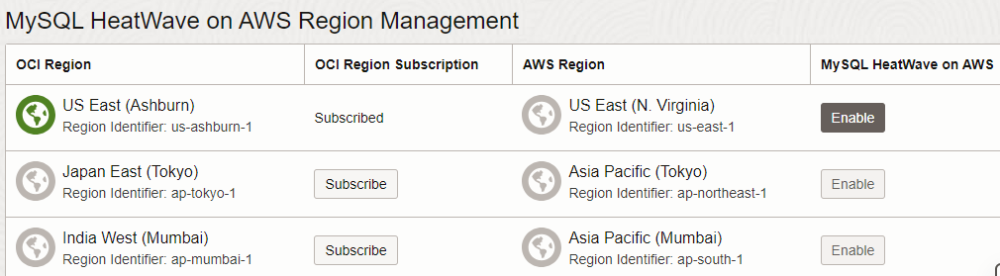 MySQL HeatWave on AWS Region Management
OCI Region OCI Region Subscription AWS Region MySQL HeatWave on AWS
US East (Ashburn) US East (N. Virginia)
Region Identifier: us-ashburn-1 Subscribed Region Identifier: us-east-1 Enable
Japan East (Tokyo) Asia Pacific (Tokyo)
Region Identifier: ap-tokyo-1 Subscribe Region Identifier: ap-northeast-1 Enable
India West (Mumbai) Asia Pacific (Mumbai)
Region Identifier: ap-mumbai-1 Subscribe Region Identifier: ap-south-1 Enable